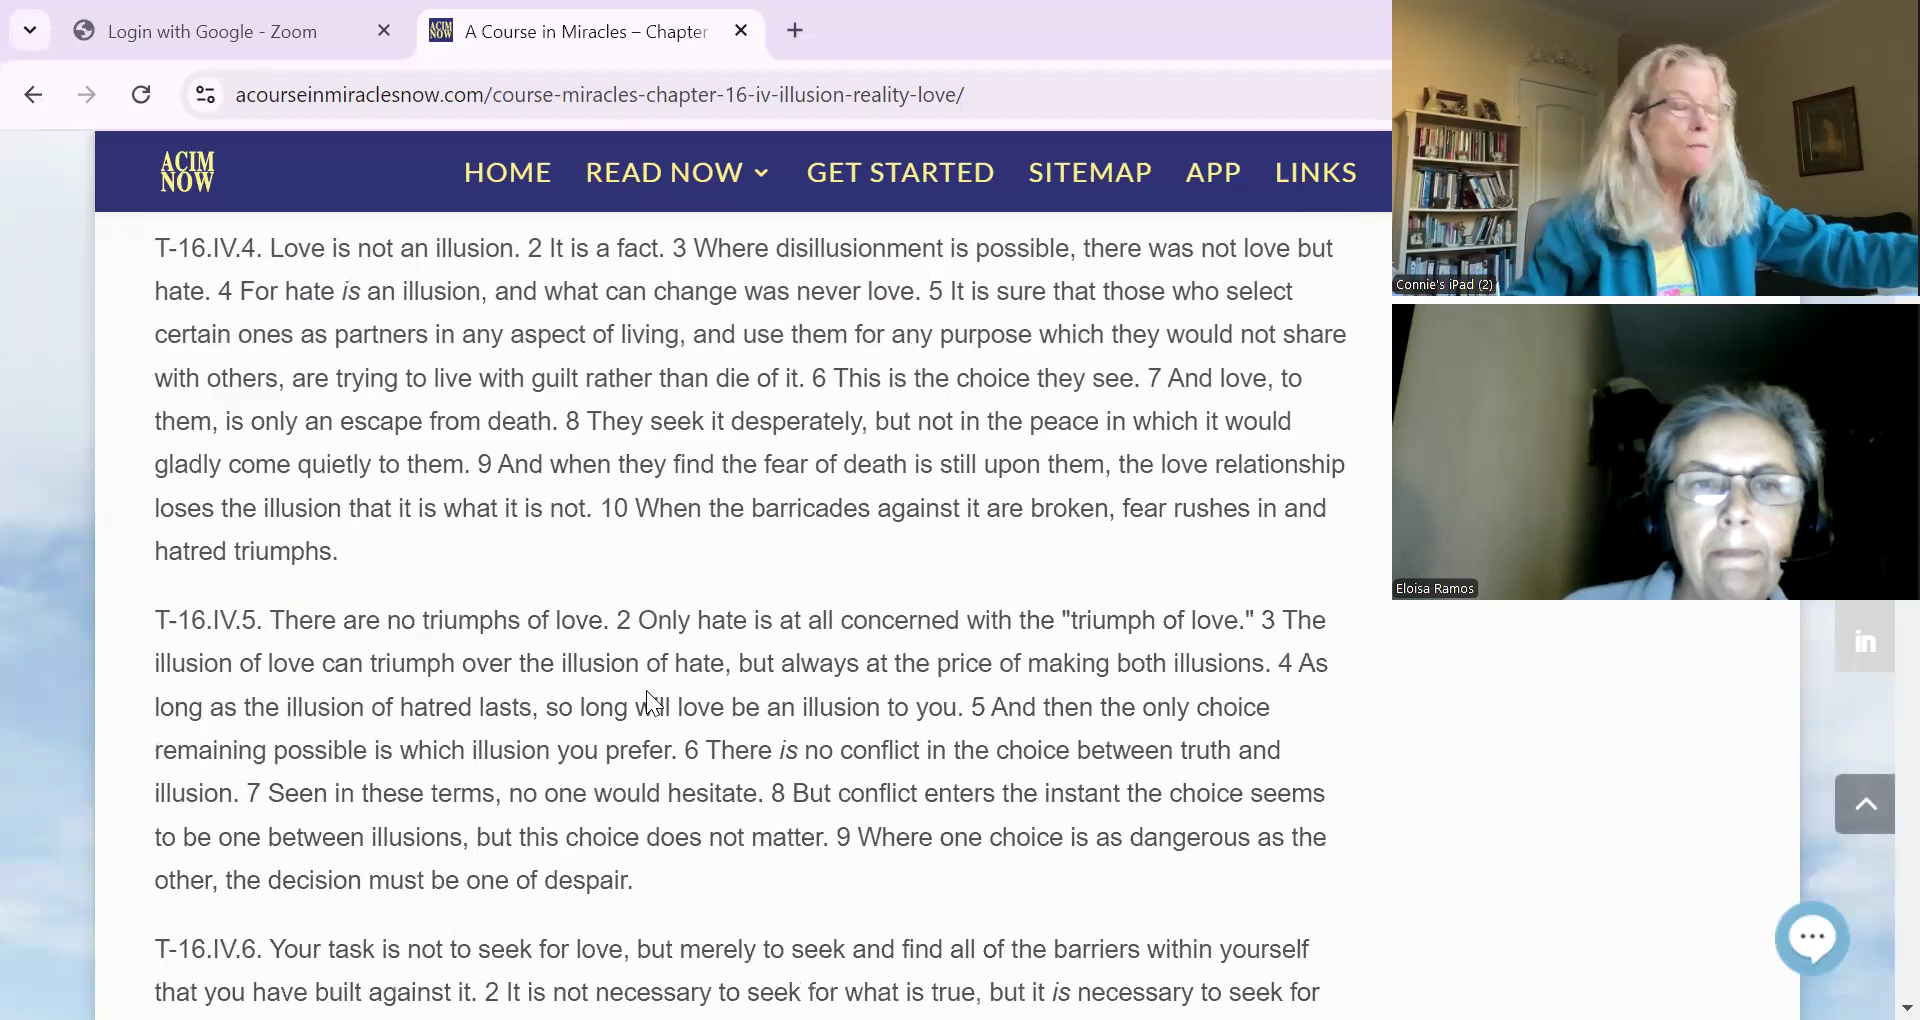 Login with Google - Zoom
ACIM NOW
A Course in Miracles – Chapter
acourseinmiraclesnow.com/course-miracles-chapter-16-iv-illusion-reality-love/
ACIM
NOW
HOME READ NOW GET STARTED SITEMAP APP LINKS
T-16.IV.4. Love is not an illusion. 2 It is a fact. 3 Where disillusionment is possible, there was not love but
hate. 4 For hate is an illusion, and what can change was never love. 5 It is sure that those who select
certain ones as partners in any aspect of living, and use them for any purpose which they would not share
with others, are trying to live with guilt rather than die of it. 6 This is the choice they see. 7 And love, to
them, is only an escape from death. 8 They seek it desperately, but not in the peace in which it would
gladly come quietly to them. 9 And when they find the fear of death is still upon them, the love relationship
loses the illusion that it is what it is not. 10 When the barricades against it are broken, fear rushes in and
hatred triumphs.
T-16.IV.5. There are no triumphs of love. 2 Only hate is at all concerned with the "triumph of love." 3 The
illusion of love can triumph over the illusion of hate, but always at the price of making both illusions. 4 As
long as the illusion of hatred lasts, so long will love be an illusion to you. 5 And then the only choice
remaining possible is which illusion you prefer. 6 There is no conflict in the choice between truth and
illusion. 7 Seen in these terms, no one would hesitate. 8 But conflict enters the instant the choice seems
to be one between illusions, but this choice does not matter. 9 Where one choice is as dangerous as the
other, the decision must be one of despair.
T-16.IV.6. Your task is not to seek for love, but merely to seek and find all of the barriers within yourself
that you have built against it. 2 It is not necessary to seek for what is true, but it is necessary to seek for
Connie's iPad (2)
Eloisa Ramos
in